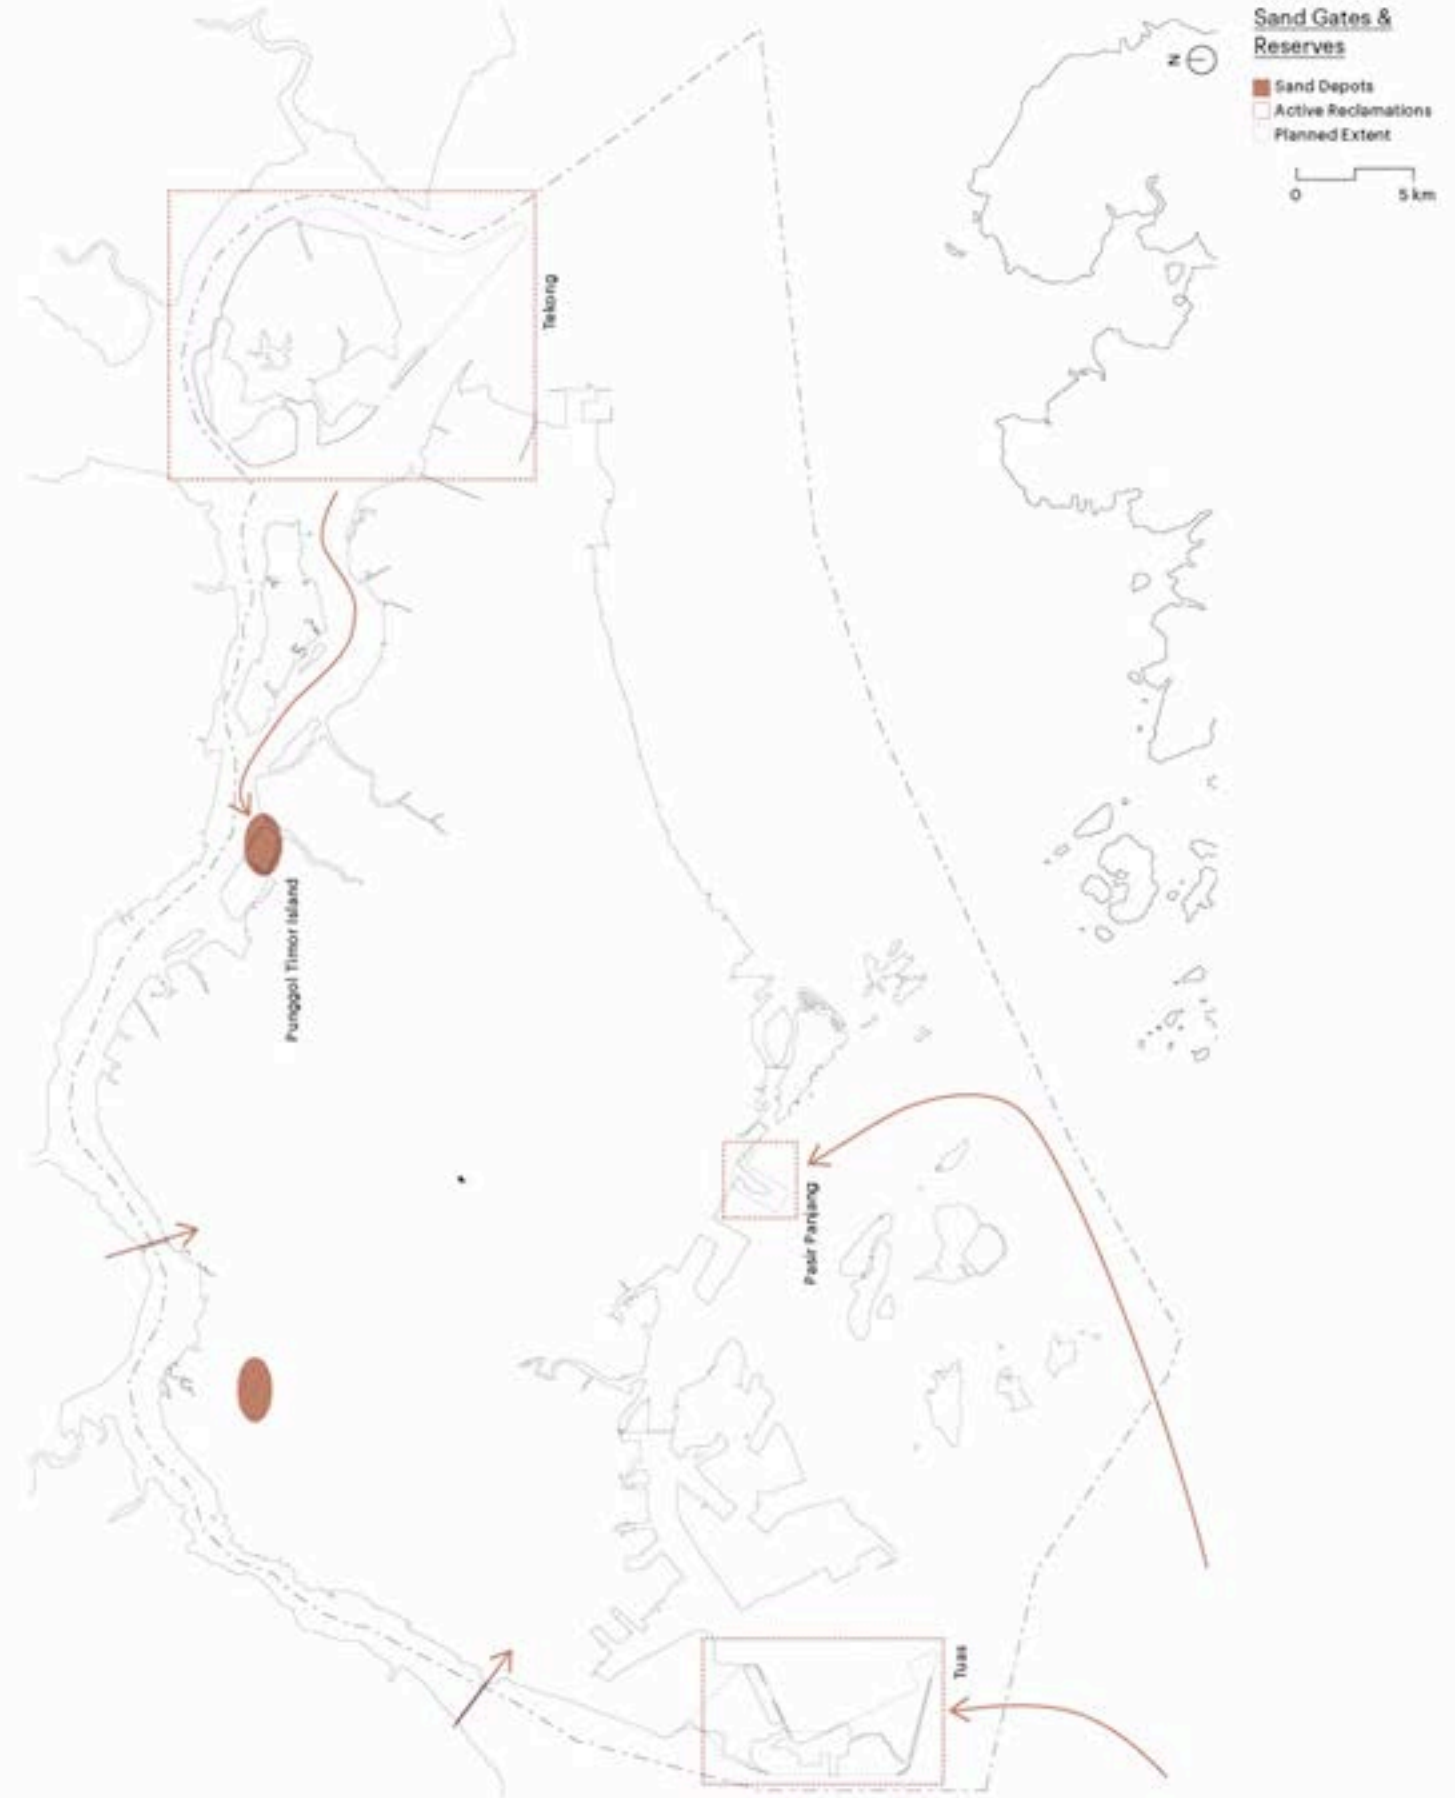 Sand Gates &
Reserves
N
Sand Depots
Active Reclamations
Planned Extent
0 5 km
Tekong
Punggol Timor Island
Pasir Panjang
Tuas